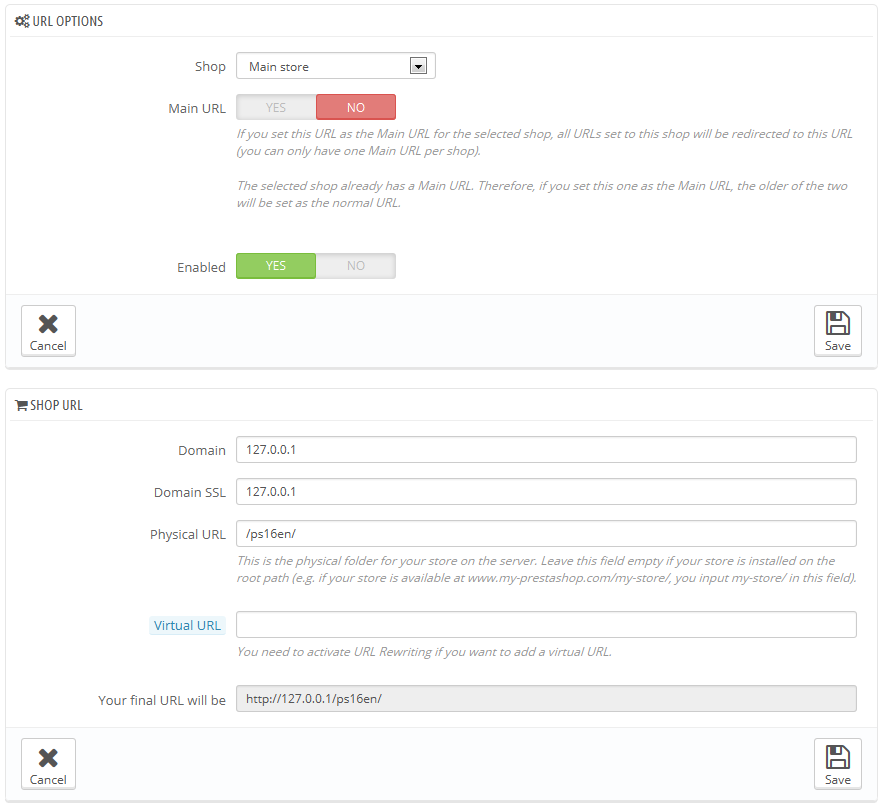 URL OPTIONS
Shop
Main store
Main URL
YES
NO
If you set this URL as the Main URL for the selected shop, all URLs set to this shop will be redirected to this URL
(you can only have one Main URL per shop).
The selected shop already has a Main URL. Therefore, if you set this one as the Main URL, the older of the two
will be set as the normal URL.
Enabled
YES
NO
Cancel
Save
SHOP URL
Domain
127.0.0.1
Domain SSL
127.0.0.1
Physical URL
/ps16en/
This is the physical folder for your store on the server. Leave this field empty if your store is installed on the
root path (e.g. if your store is available at www.my-prestashop.com/my-store/, you input my-store/ in this field).
Virtual URL
You need to activate URL Rewriting if you want to add a virtual URL.
Your final URL will be
http://127.0.0.1/ps16en/
Cancel
Save